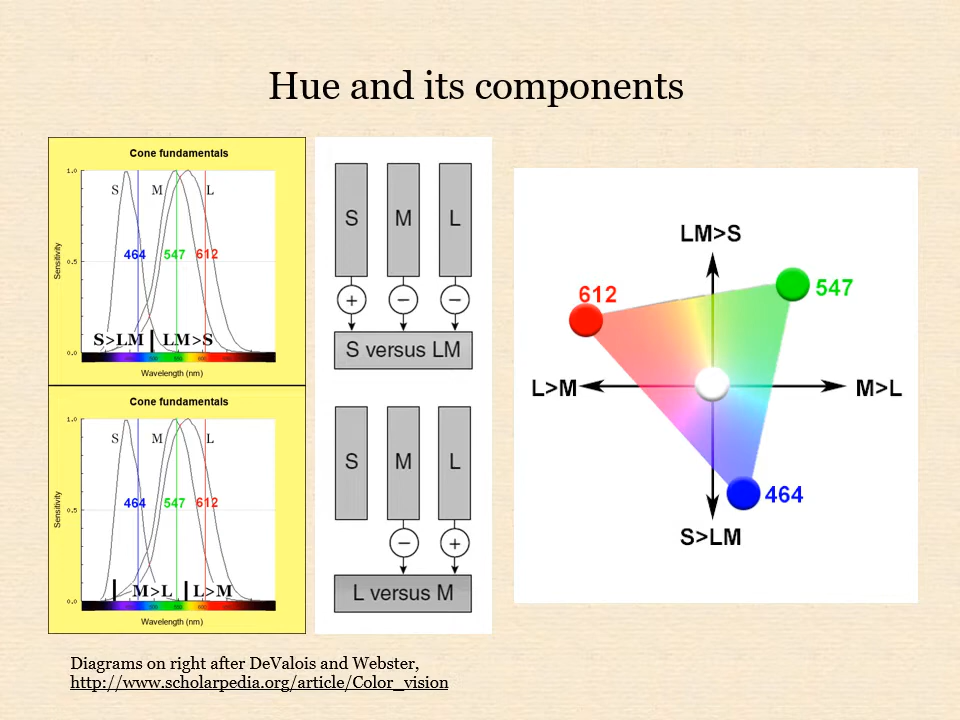 Hue and its components
Cone fundamentals
1.0
S
M
L
464
547
612
0.5
Sensitivity
S>LM
LM>S
0.0
Wavelength (nm)
Cone fundamentals
1.0
S
M
L
464
547
612
0.5
Sensitivity
M>L
L>M
0.0
Wavelength (nm)
S
M
L
+
−
−
S versus LM
S
M
L
−
+
L versus M
LM>S
612
547
L>M
M>L
464
S>LM
Diagrams on right after DeValois and Webster,
http://www.scholarpedia.org/article/Color_vision